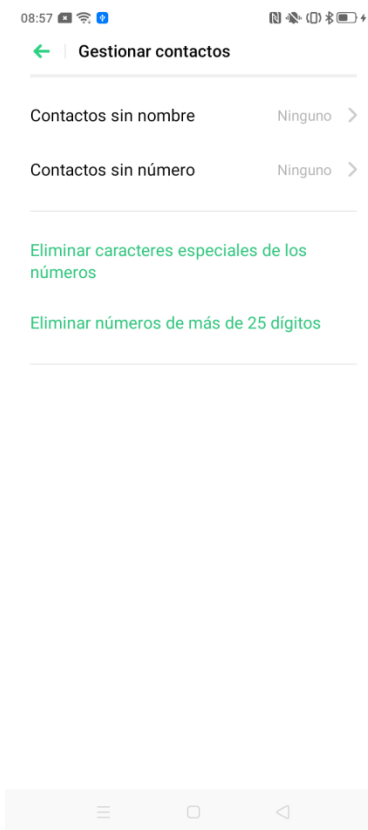 08:57
Gestionar contactos
Contactos sin nombre Ninguno
Contactos sin número Ninguno
Eliminar caracteres especiales de los
números
Eliminar números de más de 25 dígitos